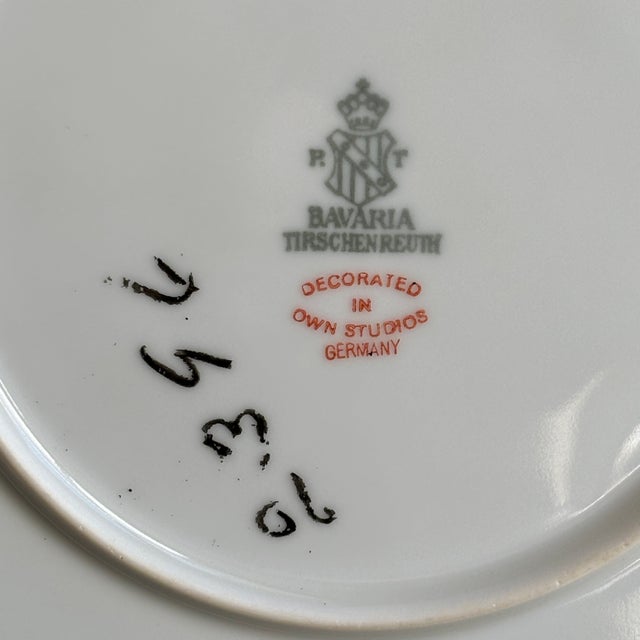 P. T
BAVARIA
TIRSCHENREUTH
DECORATED
IN
OWN STUDIOS
GERMANY